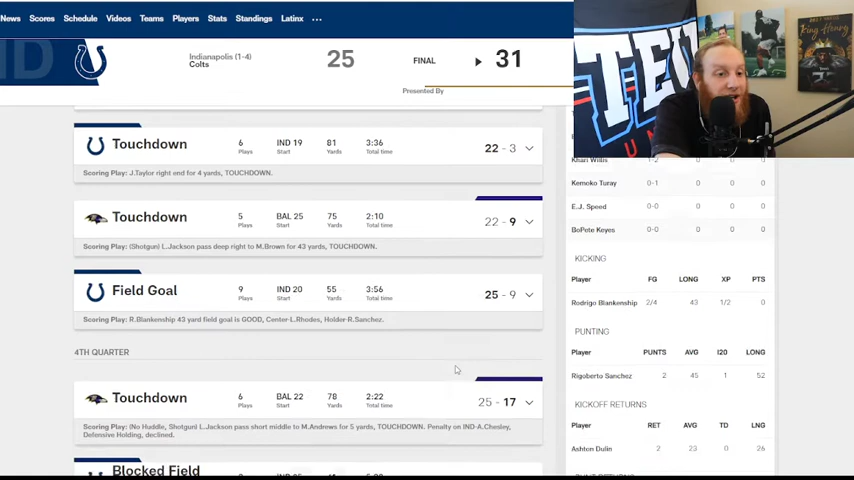 News Scores Schedule Videos Teams Players Stats Standings Latinx ...
Indianapolis (1-4)
Colts
25
FINAL
31
Presented By
Touchdown
6 Plays
IND 19 Start
81 Yards
3:36 Total time
22 - 3
Scoring Play: J.Taylor right end for 4 yards, TOUCHDOWN.
Touchdown
5 Plays
BAL 25 Start
75 Yards
2:10 Total time
22 - 9
Scoring Play: (Shotgun) L.Jackson pass deep right to M.Brown for 43 yards, TOUCHDOWN.
Field Goal
9 Plays
IND 20 Start
55 Yards
3:56 Total time
25 - 9
Scoring Play: R.Blankenship 43 yard field goal is GOOD, Center-L.Rhodes, Holder-R.Sanchez.
4TH QUARTER
Touchdown
6 Plays
BAL 22 Start
78 Yards
2:22 Total time
25 - 17
Scoring Play: (No Huddle, Shotgun) L.Jackson pass short middle to M.Andrews for 5 yards, TOUCHDOWN. Penalty on IND-A.Chesley,
Defensive Holding, declined.
Blocked Field
Khari Willis 1-2 0 0 0
Kemoko Turay 0-1 0 0 0
E.J. Speed 0-0 0 0 0
BoPete Keyes 0-0 0 0 0
KICKING
Player FG LONG XP PTS
Rodrigo Blankenship 2/4 43 1/2 0
PUNTING
Player PUNTS AVG I20 LONG
Rigoberto Sanchez 2 45 1 52
KICKOFF RETURNS
Player RET AVG TD LNG
Ashton Dulin 2 23 0 26
King Henry